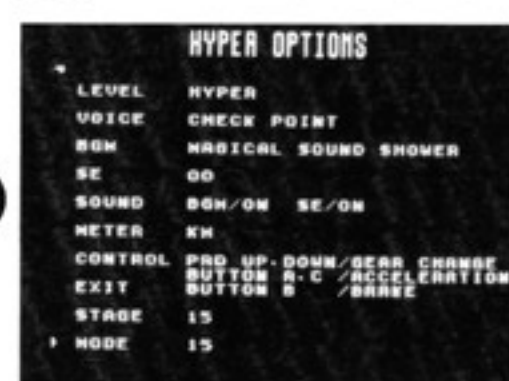 HYPER OPTIONS
LEVEL HYPER
VOICE CHECK POINT
BGM MAGICAL SOUND SHOWER
SE 00
SOUND BGM/ON SE/ON
METER KM
CONTROL PAD UP.DOWN/GEAR CHANGE
BUTTON A.C /ACCELERATION
EXIT BUTTON B /BRAKE
STAGE 15
MODE 15